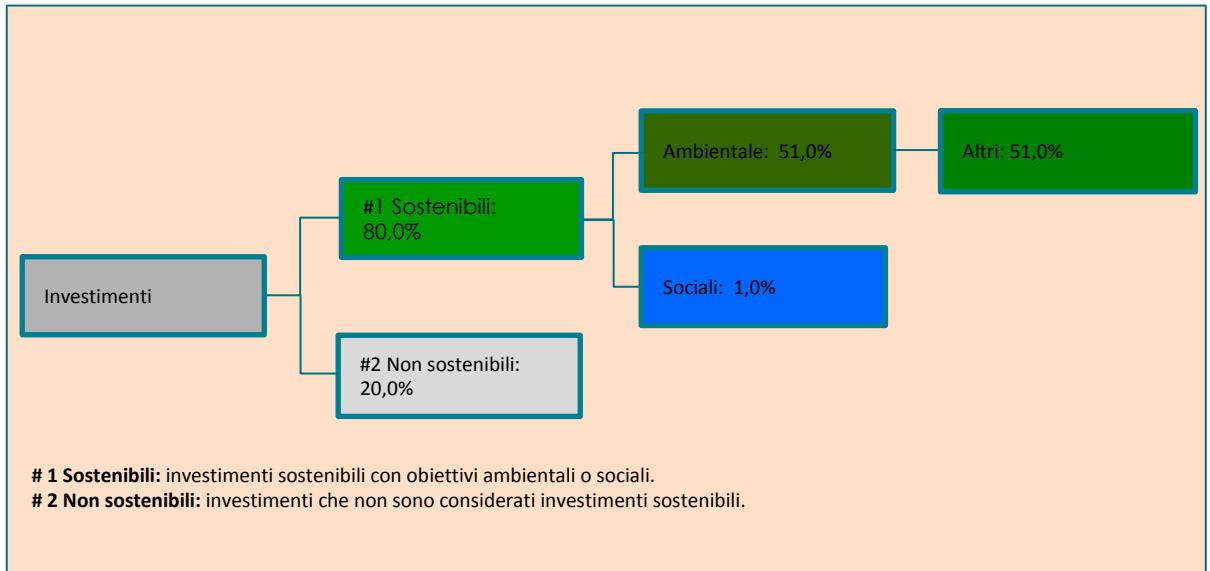 Investimenti
#1 Sostenibili:
80,0%
#2 Non sostenibili:
20,0%
Ambientale: 51,0%
Sociali: 1,0%
Altri: 51,0%
# 1 Sostenibili: investimenti sostenibili con obiettivi ambientali o sociali.
# 2 Non sostenibili: investimenti che non sono considerati investimenti sostenibili.